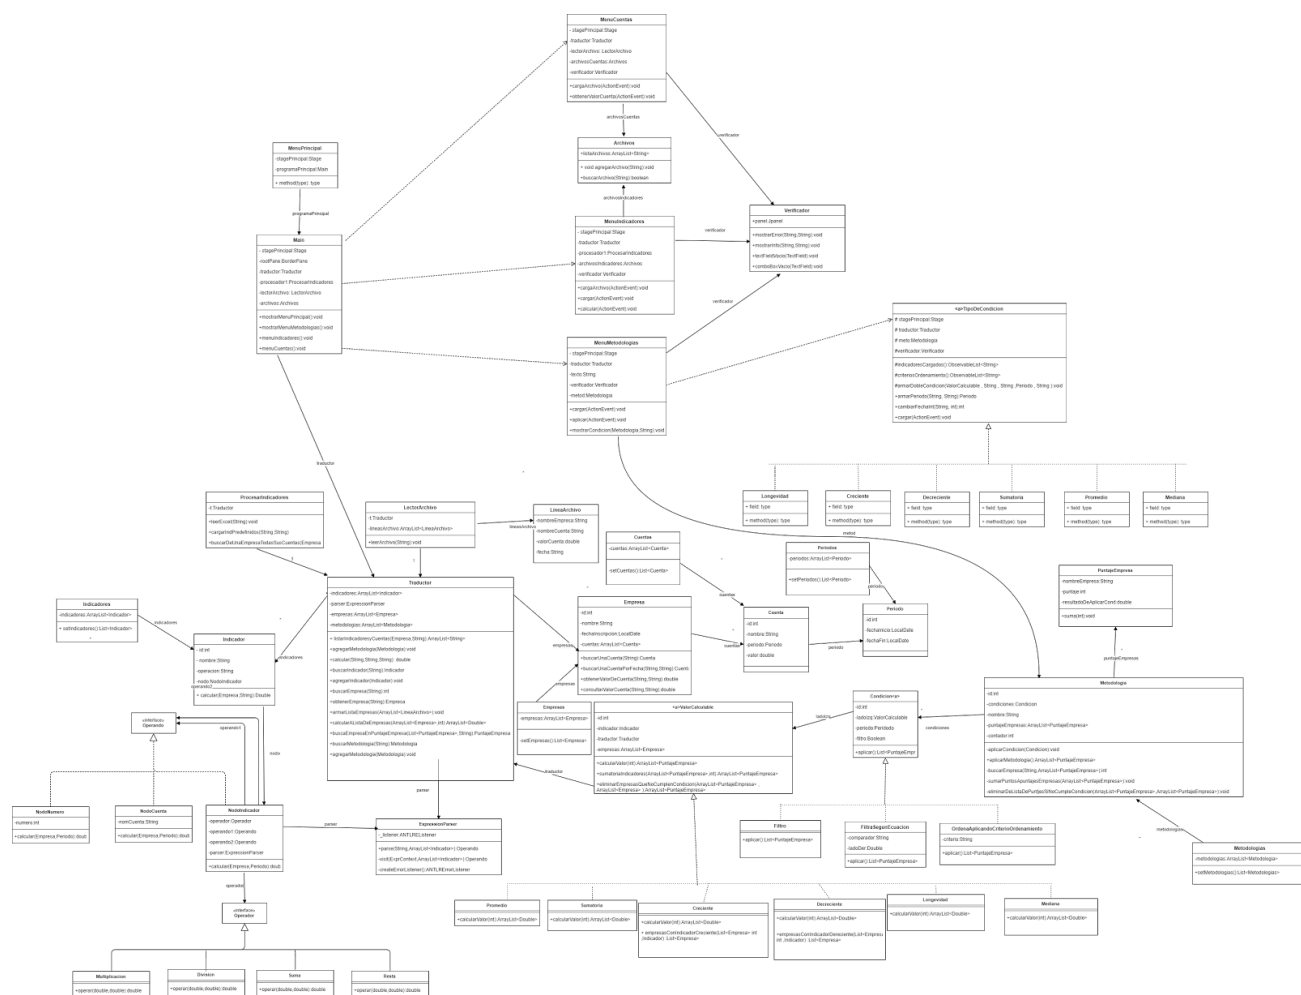 MenuCuentas
- stagePrincipal:Stage
-traductor:Traductor
-lectorArchivo: LectorArchivo
-archivosCuentas:Archivos
-verificador:Verificador
+cargaArchivo(ActionEvent):void
+obtenerValorCuenta(ActionEvent):void
archivosCuentas
verificador
Archivos
+listaArchivos:ArrayList<String>
+ void agregarArchivo(String):void
+buscarArchivo(String):boolean
archivosIndicadores
MenuPrincipal
-stagePrincipal:Stage
-programaPrincipal:Main
+ method(type): type
programaPrincipal
Main
- stagePrincipal:Stage
-rootPane:BorderPane
-traductor:Traductor
-procesador1:ProcesarIndicadores
-lectorArchivo: LectorArchivo
-archivos:Archivos
+mostrarMenuPrincipal():void
+mostrarMenuMetodologias():void
+menuIndicadores():void
+menuCuentas():void
traductor
MenuIndicadores
- stagePrincipal:Stage
-traductor:Traductor
-procesador1:ProcesarIndicadores
-archivosIndicadores:Archivos
-verificador:Verificador
+cargaArchivo(ActionEvent):void
+cargar(ActionEvent):void
+calcular(ActionEvent):void
verificador
Verificador
+panel:Jpanel
+mostrarError(String,String):void
+mostrarInfo(String,String):void
+textFieldVacio(TextField):void
+comboBoxVacio(TextField):void
verificador
MenuMetodologias
- stagePrincipal:Stage
-traductor:Traductor
-texto:String
-verificador:Verificador
-metod:Metodologia
+cargar(ActionEvent):void
+aplicar(ActionEvent):void
+mostrarCondicion(Metodologia,String):void
metod
<a>TipoDeCondicion
# stagePrincipal:Stage
# traductor:Traductor
# meto:Metodologia
#verificador:Verificador
#indicadoresCargados():ObservableList<String>
#criteriosOrdenamiento():ObservableList<String>
#armarDobleCondicion(ValorCalculable , String , String ,Periodo , String ):void
+armarPeriodo(String, String):Periodo
+cambiarFechaInt(String, int):int
+cargar(ActionEvent):void
Longevidad
+ field: type
+ method(type): type
Creciente
+ field: type
+ method(type): type
Decreciente
+ field: type
+ method(type): type
Sumatoria
+ field: type
+ method(type): type
Promedio
+ field: type
+ method(type): type
Mediana
+ field: type
+ method(type): type
ProcesarIndicadores
-t:Traductor
+leerExcel(String):void
+cargarIndPredefinidos(String,String)
+buscarDeUnaEmpresaTodasSusCuentas(Empresa
LectorArchivo
-t:Traductor
-lineasArchivo:ArrayList<LineaArchivo>
+leerArchivo(String):void
lineasArchivo
LineaArchivo
-nombreEmpresa:String
-nombreCuenta:String
-valorCuenta:double
-fecha:String
Cuentas
-cuentas:ArrayList<Cuenta>
-setCuentas():List<Cuenta>
cuentas
Periodos
-periodos:ArrayList<Periodo>
+setPeriodos():List<Periodo>
periodo
PuntajeEmpresa
-nombreEmpresa:String
-puntaje:int
-resultadoDeAplicarCond:double
+suma(int):void
puntajeEmpresas
Traductor
-indicadores:ArrayList<Indicador>
-parser:ExpressionParser
-empresas:ArrayList<Empresa>
-metodologias:ArrayList<Metodologia>
+ listarIndicadoresyCuentas(Empresa,String):ArrayList<String>
+agregarMetodologia(Metodologia):void
+calcular(String,String,String): double
+buscarIndicador(String):Indicador
+agregarIndicador(Indicador):void
+buscarEmpresa(String):int
+obtenerEmpresa(String):Empresa
+armarListaEmpresas(ArrayList<LineaArchivo>):void
+calcularAListaDeEmpresas(ArrayList<Empresa>,int):ArrayList<Double>
+buscaEmpresaEnPuntajeEmpresa(List<PuntajeEmpresa>,String):PuntajeEmpresa
+buscarMetodologia(String):Metodologia
+agregarMetodologia(Metodologia):void
Indicadores
-indicadores:ArrayList<Indicador>
+ setIndicadores():List<Indicador>
indicadores
Indicador
- id:int
- nombre:String
-operacion:String
-nodo:NodoIndicador
+ calcular(Empresa,String):Double
indicadores
operando2
operando1
nodo
Empresa
-id:int
-nombre:String
-fechaInscripcion:LocalDate
-cuentas:ArrayList<Cuenta>
+buscarUnaCuenta(String):Cuenta
+buscarUnaCuentaPorFecha(String,String):Cuenta
+obtenerValorDeCuenta(String,String):double
+consultarValorCuenta(String,String):double
empresas
cuentas
Cuenta
-id:int
-nombre:String
-periodo:Periodo
-valor:double
periodo
Periodo
-id:int
-fechaInicio:LocalDate
-fechaFin:LocalDate
Empresas
-empresas:ArrayList<Empresa>
-setEmpresas():List<Empresa>
empresas
<a>ValorCalculable
-id:int
-indicador:Indicador
-traductor:Traductor
-empresas:ArrayList<Empresa>
+calcularValor(int):ArrayList<PuntajeEmpresa>
+sumatoriaIndicadores(ArrayList<PuntajeEmpresa>,int):ArrayList<PuntajeEmpresa>
+eliminarEmpresasQueNoCumplenCondicion(ArrayList<PuntajeEmpresa> ,
ArrayList<Empresa> ):ArrayList<PuntajeEmpresa>
traductor
Condicion<a>
-id:int
-ladoIzq:ValorCalculable
-periodo:Peridodo
-filtro:Boolean
+aplicar():List<PuntajeEmpr
ladoIzq
condiciones
Metodologia
-id:int
-condiciones:Condicion
-nombre:String
-puntajeEmpresas:ArrayList<PuntajeEmpresa>
-contador:int
-aplicarCondicion(Condicion):void
+aplicarMetodologia():ArrayList<PuntajeEmpresa>
-buscarEmpresa(String,ArrayList<PuntajeEmpresa>):int
-sumarPuntosApuntajesEmpresas(ArrayList<PuntajeEmpresa>):void
-eliminarDeListaDePuntjesSiNoCumpleCondicion(ArrayList<PuntajeEmpresa>,ArrayList<PuntajeEmpresa>):void
metodologias
Metodologias
-metodologias:ArrayList<Metodologia>
+setMetodologias():List<Metodologias>
«interface»
Operando
NodoNumero
-numero:int
+calcular(Empresa,Periodo):doubl
NodoCuenta
-nomCuenta:String
+calcular(Empresa,Periodo):doubl
NodoIndicador
-operador:Operador
-operando1:Operando
-operando2:Operando
-parser:ExpressionParser
+calcular(Empresa,Periodo):doub
parser
parser
operador
ExpressionParser
-_listener:ANTLREListener
+parser(String,ArrayList<Indicador>):Operando
+visit(ExprContext,ArrayList<Indicador>):Operando
-createErrorListener():ANTLRErrorListener
Filtro
+aplicar():List<PuntajeEmpresa>
FiltraSegunEcuacion
-comparador:String
-ladoDer:Double
+aplicar():List<PuntajeEmpresa>
OrdenaAplicandoCriterioOrdenamiento
-criterio:String
+aplicar():List<PuntajeEmpresa>
«interface»
Operador
Promedio
+calcularValor(int):ArrayList<Double>
Sumatoria
+calcularValor(int):ArrayList<Double>
Creciente
+calcularValor(int):ArrayList<Double>
+ empresasConIndicadorCreciente(List<Empresa> int
,Indicador): List<Empresa>
Decreciente
+calcularValor(int):ArrayList<Double>
+empresasConIndicadorDereciente(List<Empresa
int ,Indicador): List<Empresa>
Longevidad
+calcularValor(int):ArrayList<Double>
Mediana
+calcularValor(int):ArrayList<Double>
Multiplicacion
+operar(double,double):double
Division
+operar(double,double):double
Suma
+operar(double,double):double
Resta
+operar(double,double):double